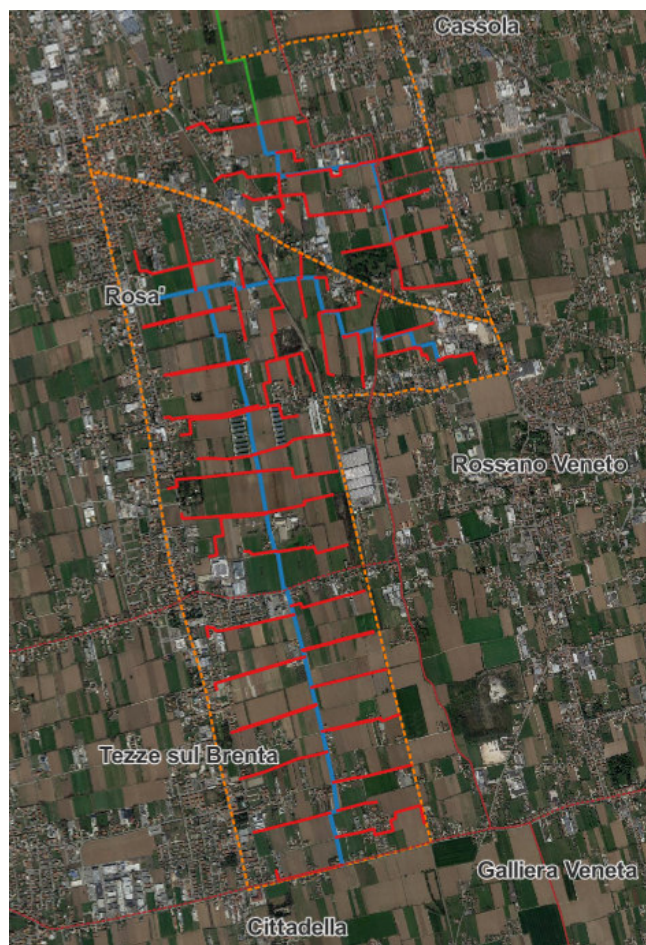 Cassola
Rosa'
Rossano Veneto
Tezze sul Brenta
Galliera Veneta
Cittadella